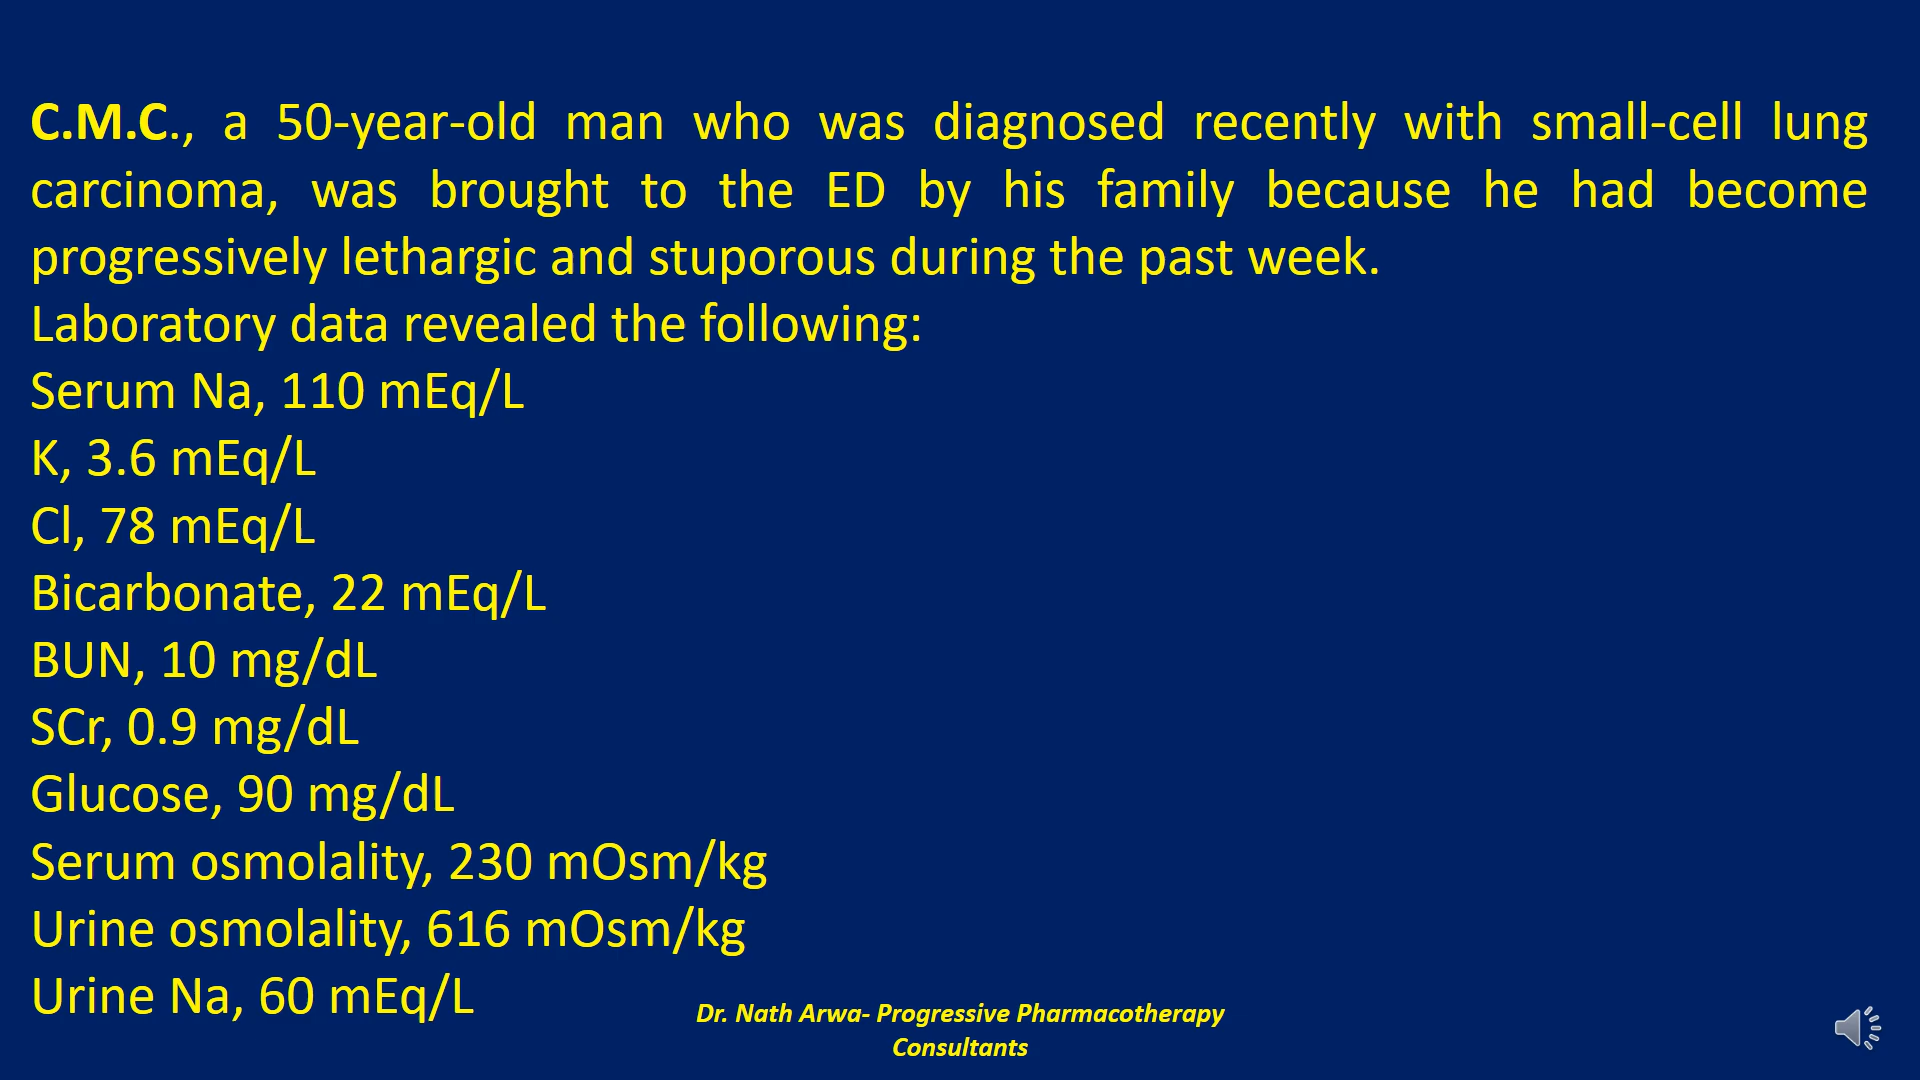 C.M.C., a 50-year-old man who was diagnosed recently with small-cell lung
carcinoma, was brought to the ED by his family because he had become
progressively lethargic and stuporous during the past week.
Laboratory data revealed the following:
Serum Na, 110 mEq/L
K, 3.6 mEq/L
Cl, 78 mEq/L
Bicarbonate, 22 mEq/L
BUN, 10 mg/dL
SCr, 0.9 mg/dL
Glucose, 90 mg/dL
Serum osmolality, 230 mOsm/kg
Urine osmolality, 616 mOsm/kg
Urine Na, 60 mEq/L
Dr. Nath Arwa- Progressive Pharmacotherapy
Consultants